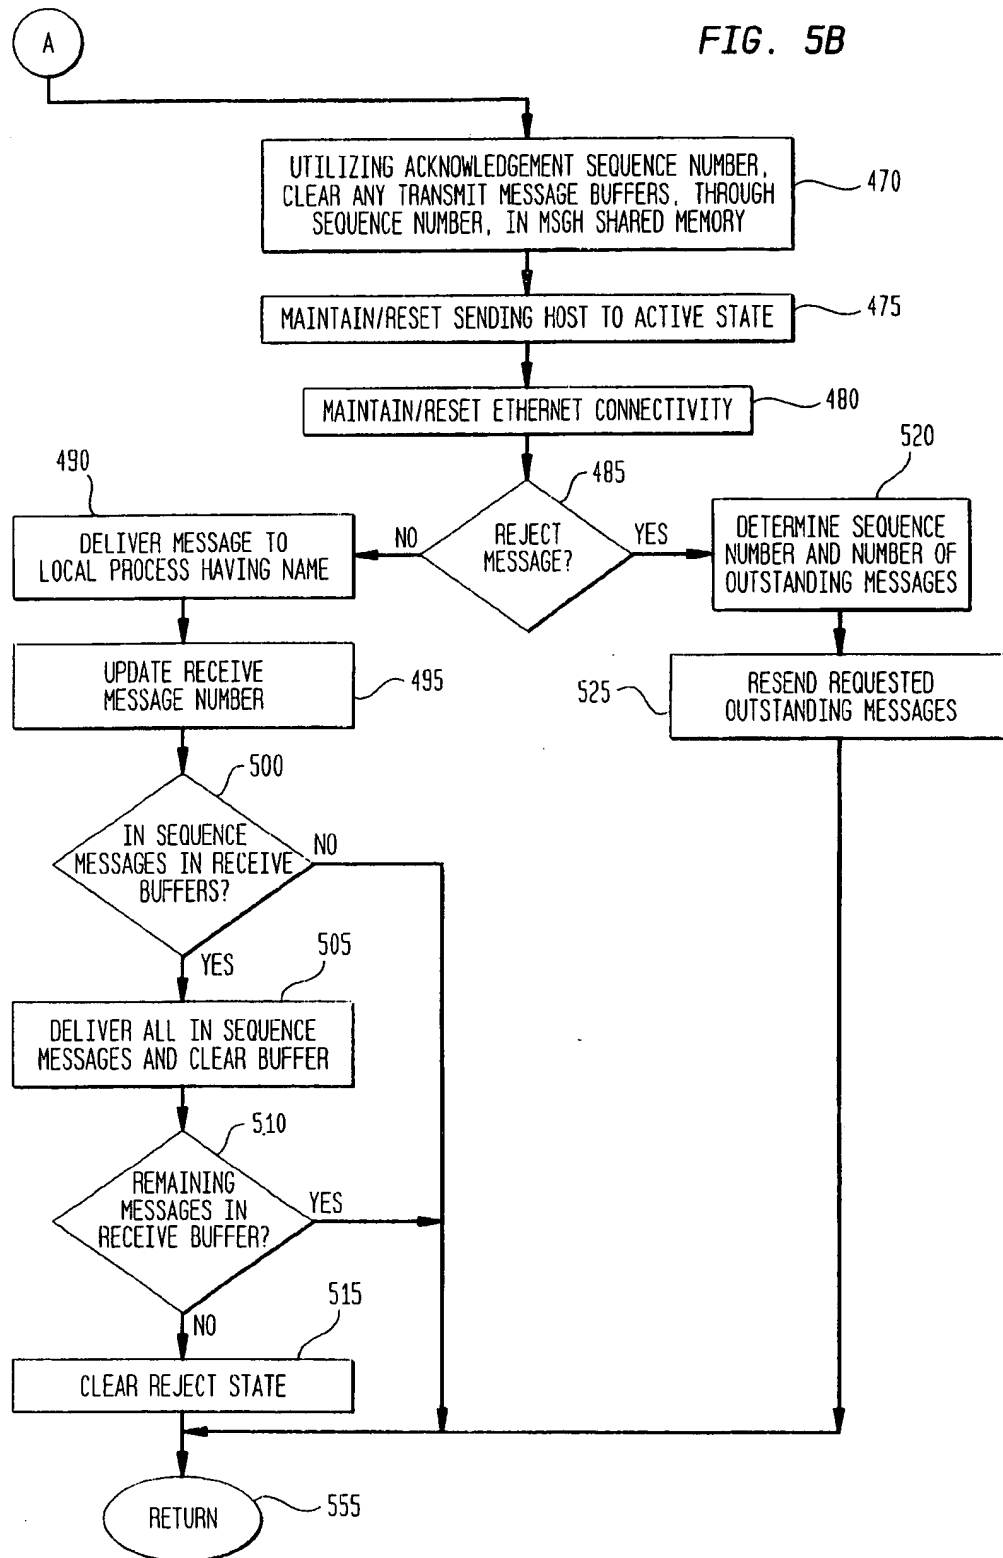 A
FIG. 5B
UTILIZING ACKNOWLEDGEMENT SEQUENCE NUMBER,
CLEAR ANY TRANSMIT MESSAGE BUFFERS, THROUGH
SEQUENCE NUMBER, IN MSGH SHARED MEMORY
470
MAINTAIN/RESET SENDING HOST TO ACTIVE STATE
475
MAINTAIN/RESET ETHERNET CONNECTIVITY
480
485
REJECT
MESSAGE?
NO
YES
490
DELIVER MESSAGE TO
LOCAL PROCESS HAVING NAME
520
DETERMINE SEQUENCE
NUMBER AND NUMBER OF
OUTSTANDING MESSAGES
UPDATE RECEIVE
MESSAGE NUMBER
495
525
RESEND REQUESTED
OUTSTANDING MESSAGES
500
IN SEQUENCE
MESSAGES IN RECEIVE
BUFFERS?
NO
YES
505
DELIVER ALL IN SEQUENCE
MESSAGES AND CLEAR BUFFER
510
REMAINING
MESSAGES IN
RECEIVE BUFFER?
YES
NO
515
CLEAR REJECT STATE
RETURN
555